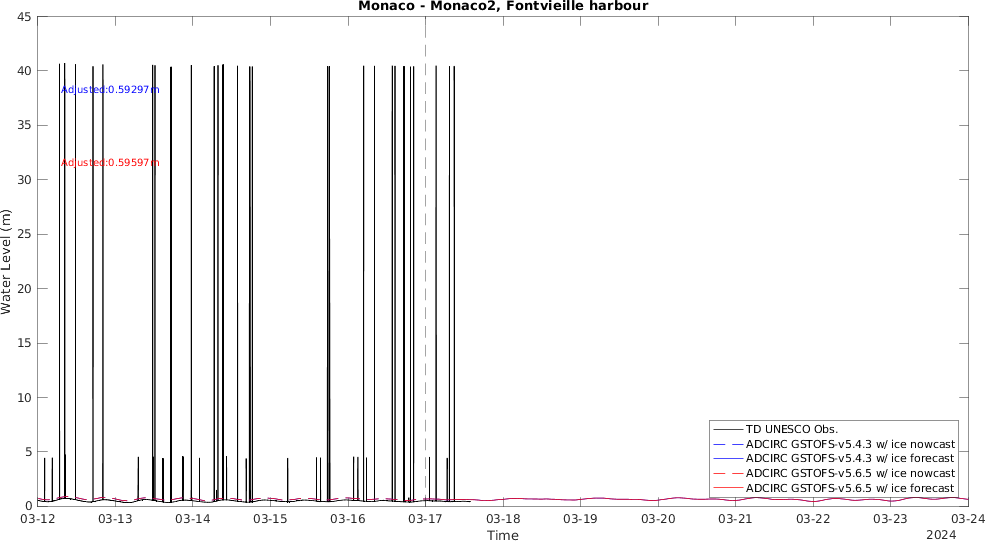 Monaco - Monaco2, Fontvieille harbour
45
40
35
30
25
20
15
10
5
0
Water Level (m)
Adjusted:0.59297m
Adjusted:0.59597m
TD UNESCO Obs.
ADCIRC GSTOFS-v5.4.3 w/ ice nowcast
ADCIRC GSTOFS-v5.4.3 w/ ice forecast
ADCIRC GSTOFS-v5.6.5 w/ ice nowcast
ADCIRC GSTOFS-v5.6.5 w/ ice forecast
03-12 03-13 03-14 03-15 03-16 03-17 03-18 03-19 03-20 03-21 03-22 03-23 03-24
Time
2024